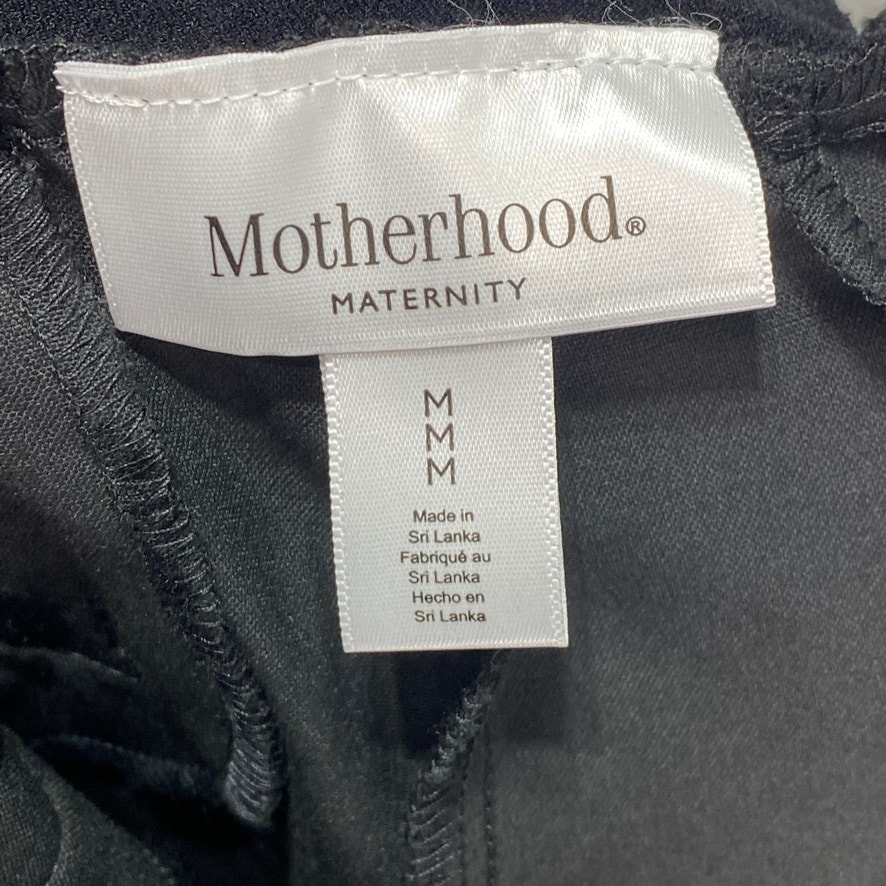 Motherhood®
MATERNITY
M
M
M
Made in
Sri Lanka
Fabriqué au
Sri Lanka
Hecho en
Sri Lanka